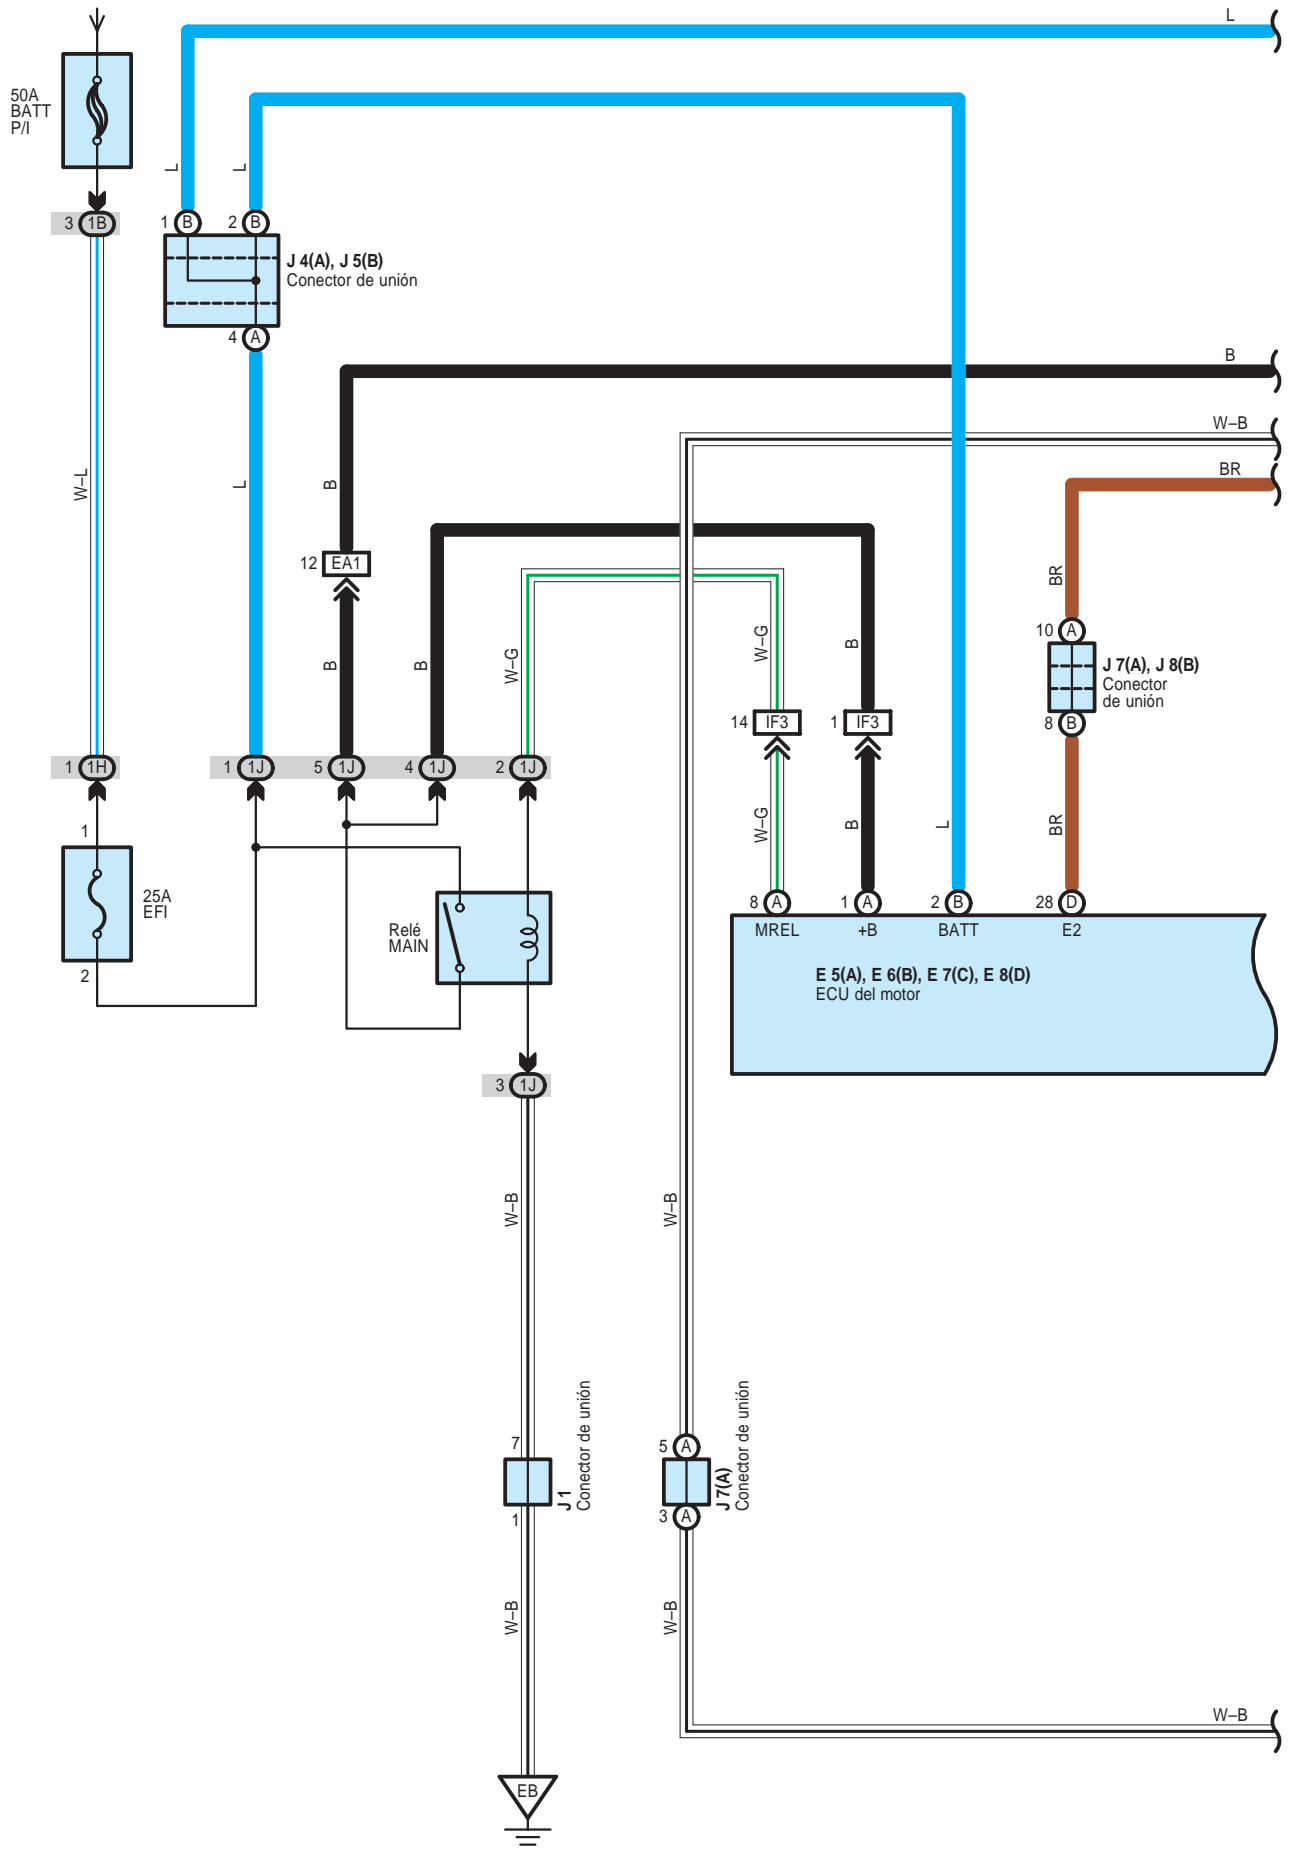 L
50A
BATT
P/I
L
L
3 1B
1 B
2 B
J 4(A), J 5(B)
Conector de unión
4 A
B
W–B
BR
W–L
L
B
12 EA1
BR
10 A
J 7(A), J 8(B)
Conector
de unión
8 B
B
B
W–G
W–G
B
14 IF3
1 IF3
1 1H
1 1J
5 1J
4 1J
2 1J
W–G
B
L
BR
1
25A
EFI
2
Relé
MAIN
8 A
1 A
2 B
28 D
MREL
+B
BATT
E2
E 5(A), E 6(B), E 7(C), E 8(D)
ECU del motor
3 1J
W–B
W–B
7
J 1
Conector de unión
1
5 A
J 7(A)
Conector de unión
3 A
W–B
W–B
W–B
EB